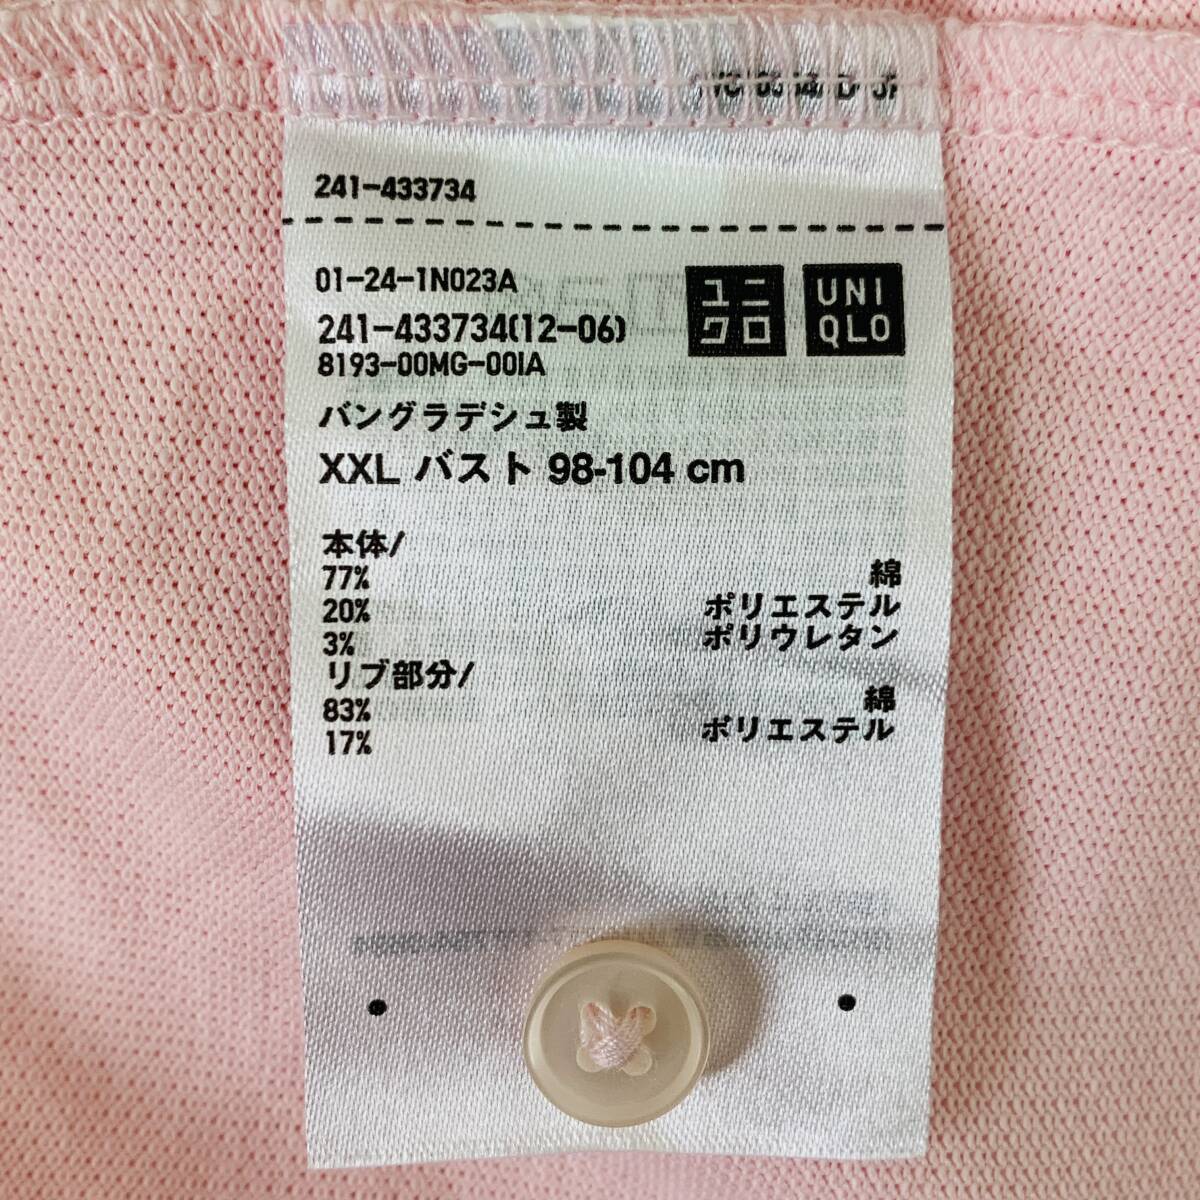 241-433734
01-24-1N023A
241-433734(12-06)
8193-00MG-00IA
ユニ
クロ
UNI
QLO
バングラデシュ製
XXL バスト 98-104 cm
本体/
77% 綿
20% ポリエステル
3% ポリウレタン
リブ部分/
83% 綿
17% ポリエステル